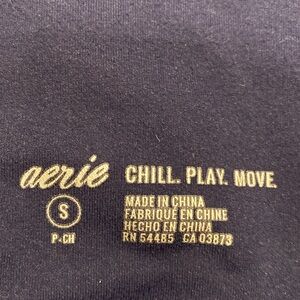 aerie CHILL. PLAY. MOVE.
S
P•CH
MADE IN CHINA
FABRIQUÉ EN CHINE
HECHO EN CHINA
RN 54485 CA 03873